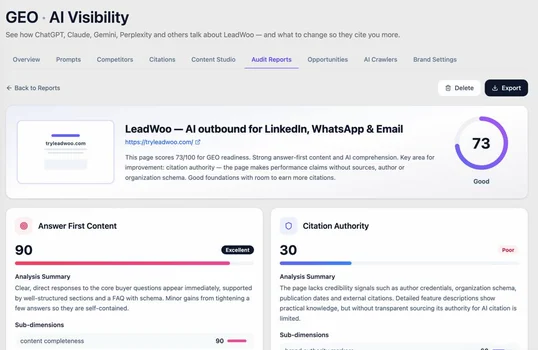 GEO · AI Visibility
See how ChatGPT, Claude, Gemini, Perplexity and others talk about LeadWoo — and what to change so they cite you more.
Overview Prompts Competitors Citations Content Studio Audit Reports Opportunities AI Crawlers Brand Settings
← Back to Reports
Delete Export
tryleadwoo.com
LeadWoo — AI outbound for LinkedIn, WhatsApp & Email
https://tryleadwoo.com/
This page scores 73/100 for GEO readiness. Strong answer-first content and AI comprehension. Key area for
improvement: citation authority — the page makes performance claims without sources, author or
organization schema. Good foundations with room to earn more citations.
73
Good
Answer First Content
90
Excellent
Analysis Summary
Clear, direct responses to the core buyer questions appear immediately, supported
by well-structured sections and a FAQ with schema. Minor gains from tightening a
few answers so they are self-contained.
Sub-dimensions
content completeness 90
Citation Authority
30
Poor
Analysis Summary
The page lacks credibility signals such as author credentials, organization schema,
publication dates and external citations. Detailed feature descriptions show
practical knowledge, but without transparent sourcing its authority for AI citation is
limited.
Sub-dimensions